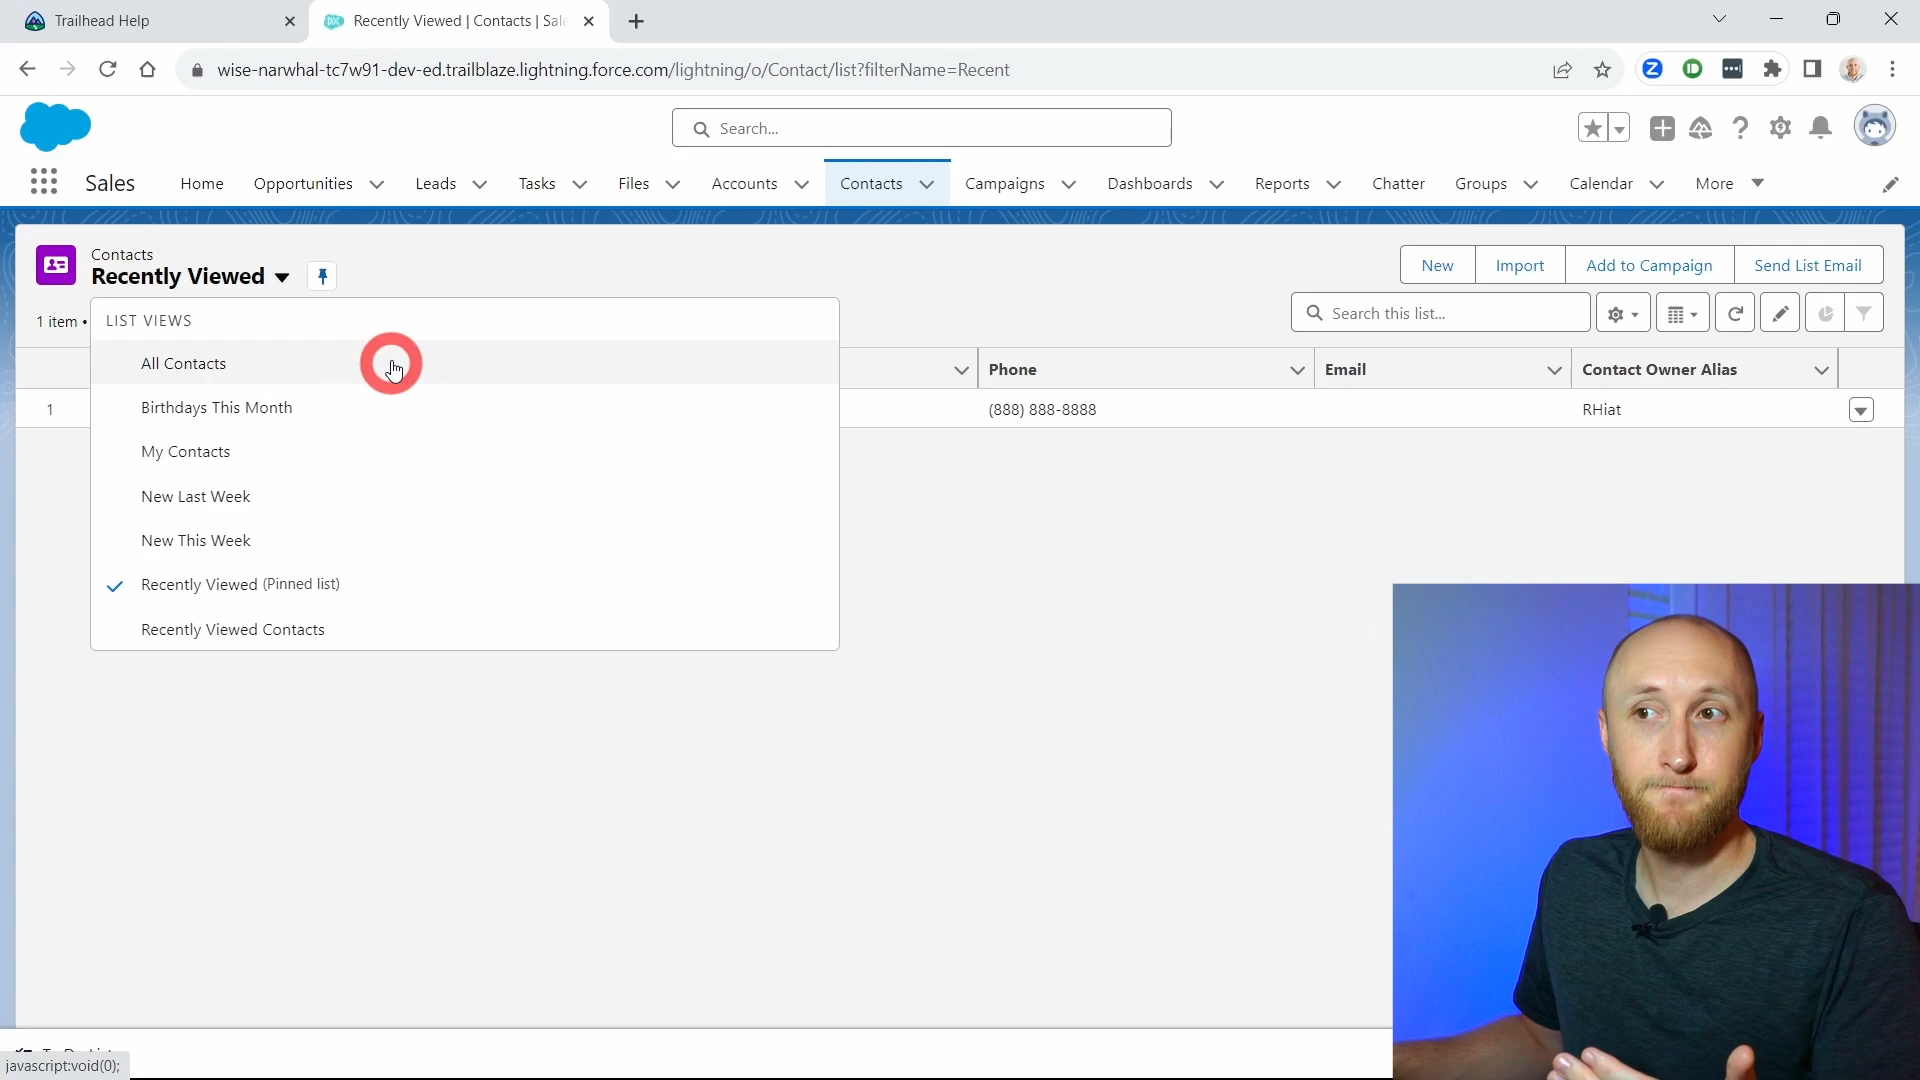 Trailhead Help
Recently Viewed | Contacts | Sale
wise-narwhal-tc7w91-dev-ed.trailblaze.lightning.force.com/lightning/o/Contact/list?filterName=Recent
Search...
Sales
Home
Opportunities
Leads
Tasks
Files
Accounts
Contacts
Campaigns
Dashboards
Reports
Chatter
Groups
Calendar
More
Contacts
Recently Viewed
New
Import
Add to Campaign
Send List Email
1 item •
Search this list...
LIST VIEWS
All Contacts
Birthdays This Month
My Contacts
New Last Week
New This Week
Recently Viewed (Pinned list)
Recently Viewed Contacts
Phone
Email
Contact Owner Alias
1
(888) 888-8888
RHiat
javascript:void(0);